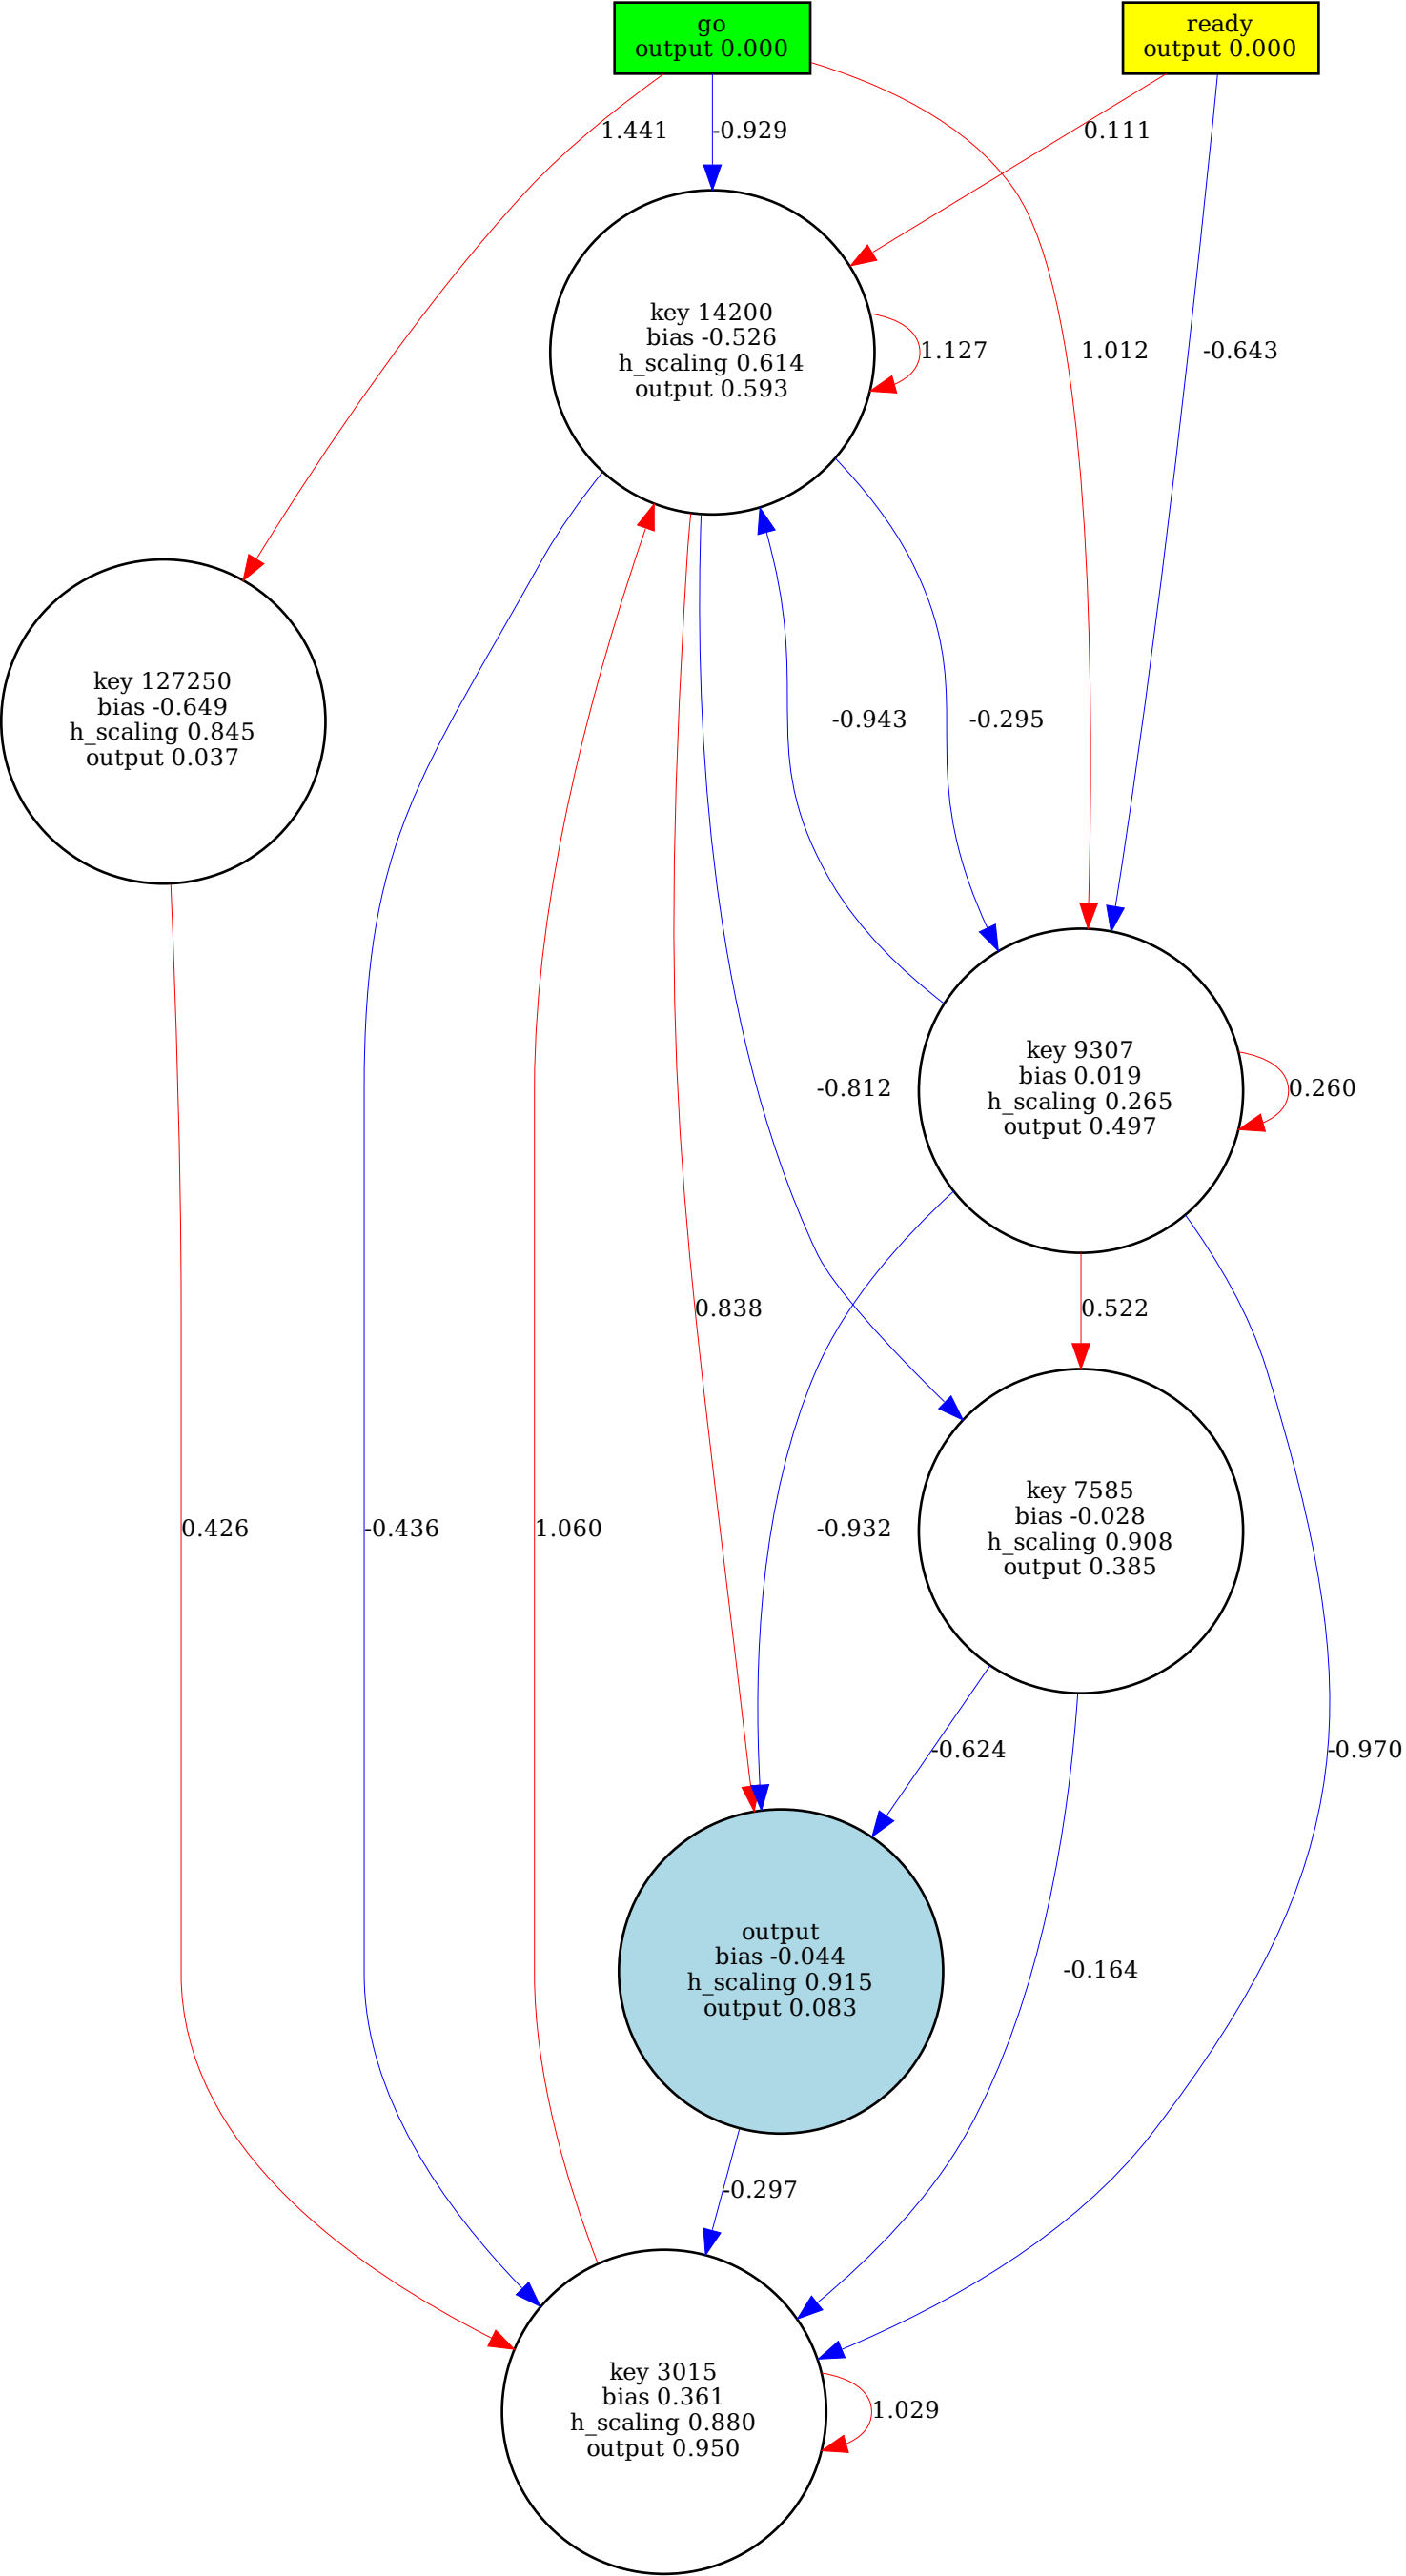 go
output 0.000
ready
output 0.000
1.441
-0.929
0.111
key 14200
bias -0.526
h_scaling 0.614
output 0.593
1.127
1.012
-0.643
key 127250
bias -0.649
h_scaling 0.845
output 0.037
-0.943
-0.295
key 9307
bias 0.019
h_scaling 0.265
output 0.497
-0.812
0.260
0.838
0.522
key 7585
bias -0.028
h_scaling 0.908
output 0.385
0.426
-0.436
1.060
-0.932
-0.624
-0.970
output
bias -0.044
h_scaling 0.915
output 0.083
-0.164
-0.297
key 3015
bias 0.361
h_scaling 0.880
output 0.950
1.029